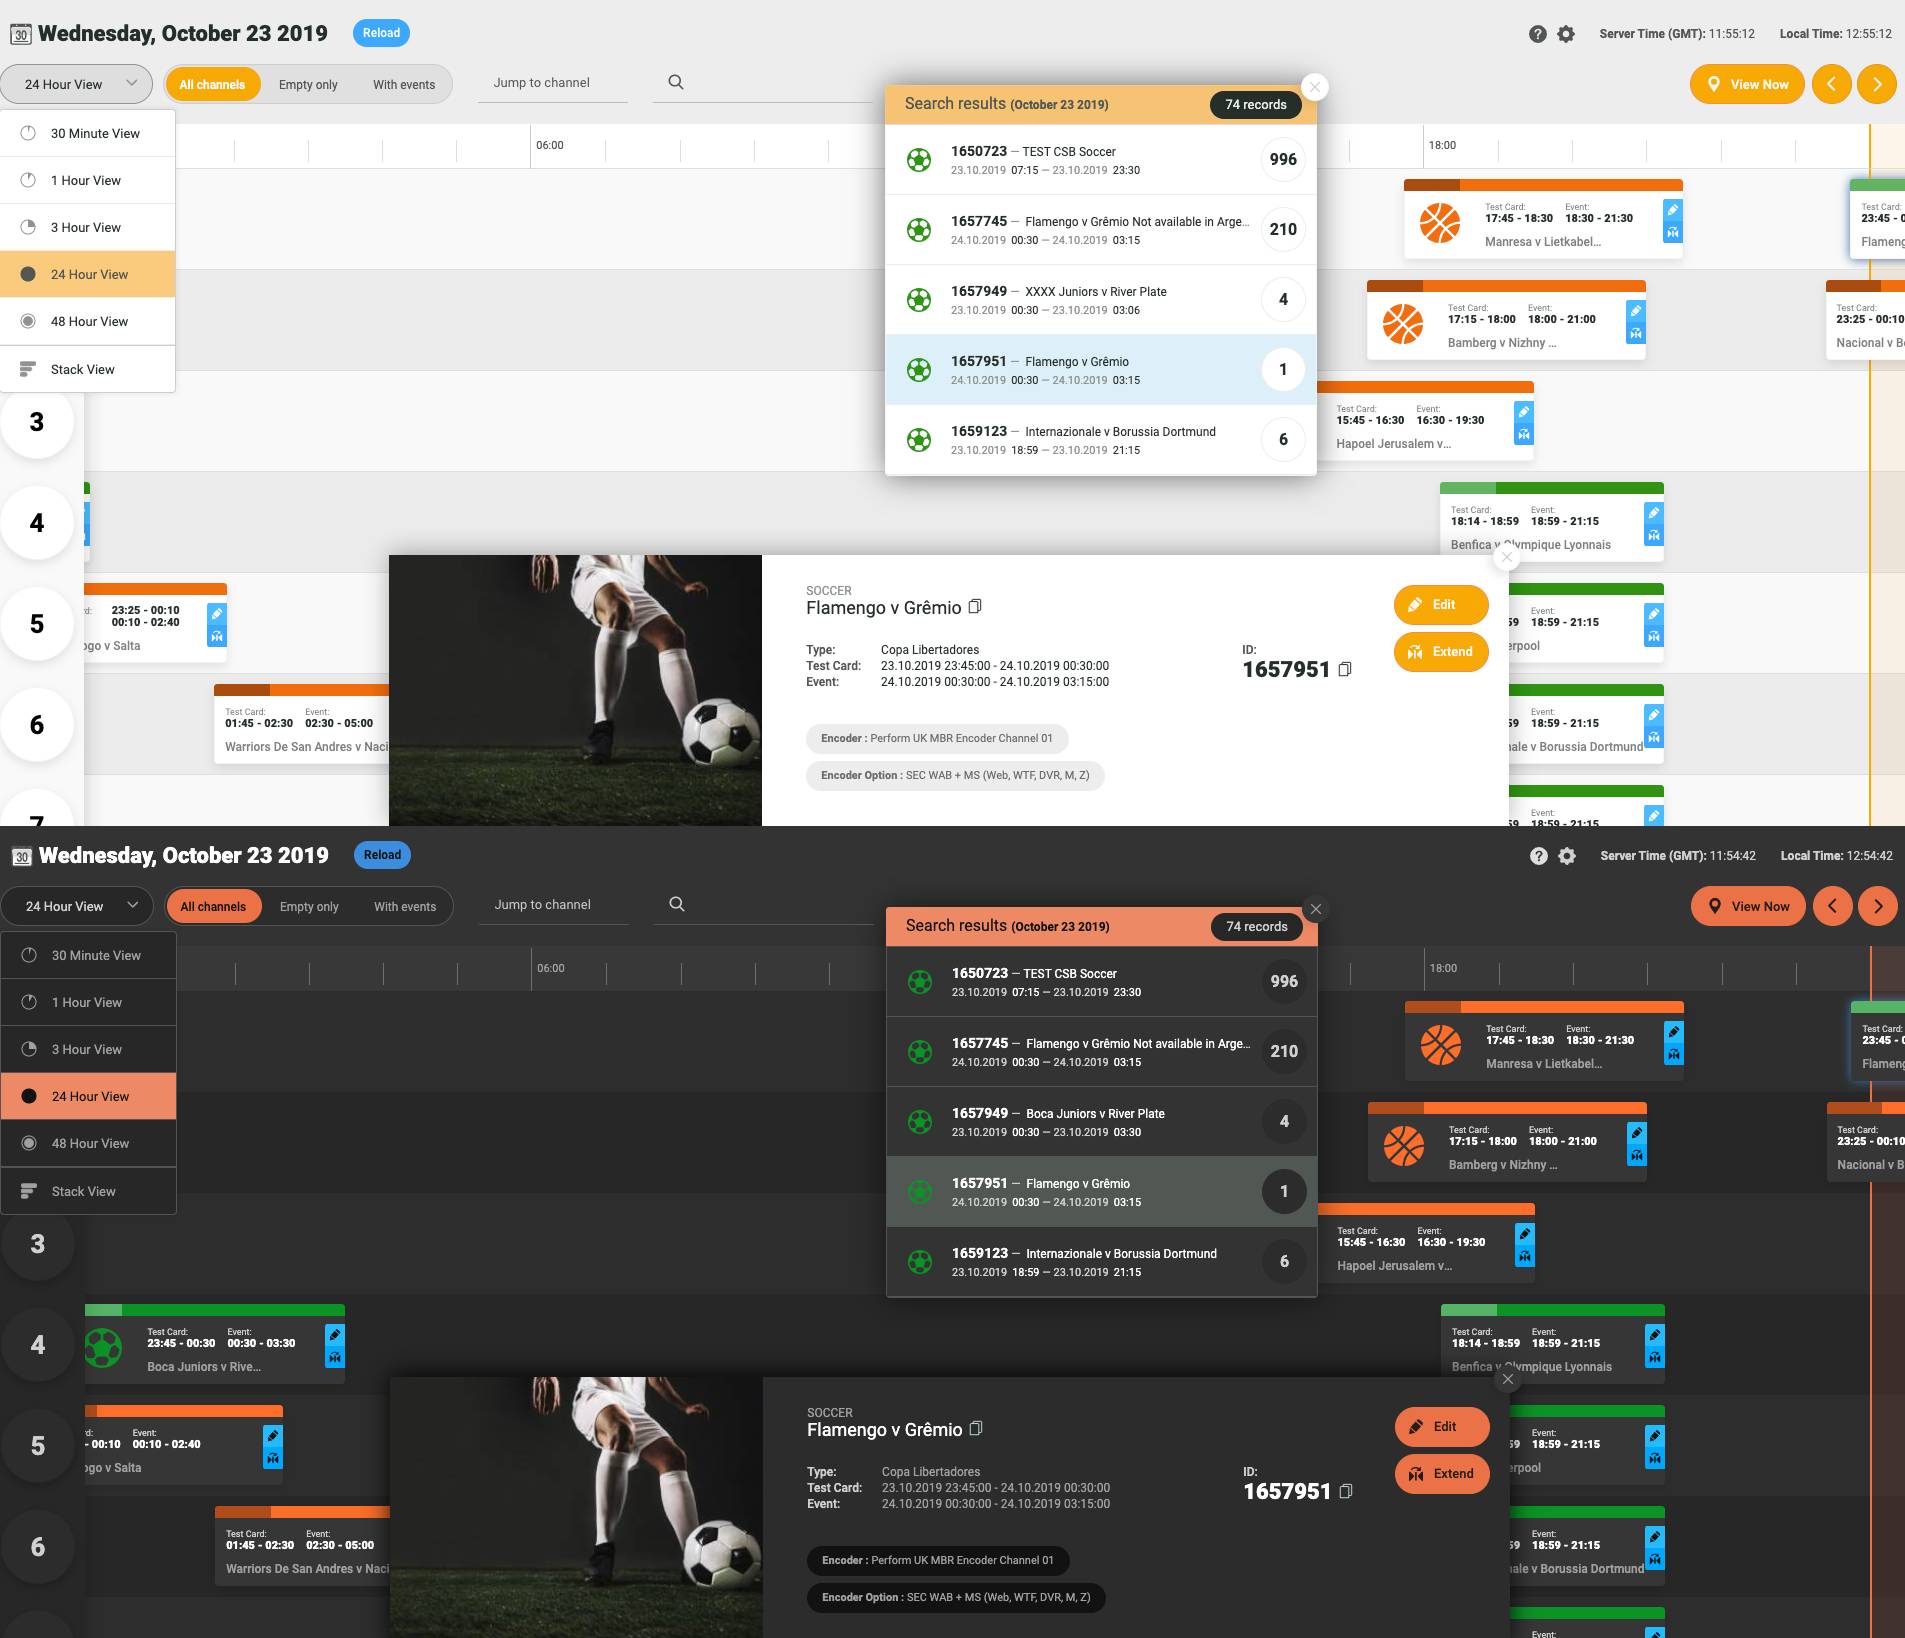 30 Wednesday, October 23 2019 Reload
Server Time (GMT): 11:55:12 Local Time: 12:55:12
24 Hour View All channels Empty only With events Jump to channel
View Now
30 Minute View
1 Hour View
3 Hour View
24 Hour View
48 Hour View
Stack View
06:00
18:00
Search results (October 23 2019) 74 records
1650723 — TEST CSB Soccer
23.10.2019 07:15 — 23.10.2019 23:30
996
1657745 — Flamengo v Grêmio Not available in Arge...
24.10.2019 00:30 — 24.10.2019 03:15
210
1657949 — XXXX Juniors v River Plate
23.10.2019 00:30 — 23.10.2019 03:06
4
1657951 — Flamengo v Grêmio
24.10.2019 00:30 — 24.10.2019 03:15
1
1659123 — Internazionale v Borussia Dortmund
23.10.2019 18:59 — 23.10.2019 21:15
6
Test Card: Event:
17:45 - 18:30 18:30 - 21:30
Manresa v Lietkabel...
Test Card:
23:45 - 0
Flameng
Test Card: Event:
17:15 - 18:00 18:00 - 21:00
Bamberg v Nizhny ...
Test Card:
23:25 - 00:10
Nacional v B
3
Test Card: Event:
15:45 - 16:30 16:30 - 19:30
Hapoel Jerusalem v...
4
Test Card: Event:
18:14 - 18:59 18:59 - 21:15
Benfica v Olympique Lyonnais
5
rd: 23:25 - 00:10
00:10 - 02:40
ogo v Salta
Event:
59 18:59 - 21:15
erpool
6
Test Card: Event:
01:45 - 02:30 02:30 - 05:00
Warriors De San Andres v Naci
Event:
59 18:59 - 21:15
nale v Borussia Dortmund
7
Event:
59 18:59 - 21:15
SOCCER
Flamengo v Grêmio
Type: Copa Libertadores
Test Card: 23.10.2019 23:45:00 - 24.10.2019 00:30:00
Event: 24.10.2019 00:30:00 - 24.10.2019 03:15:00
ID:
1657951
Edit
Extend
Encoder : Perform UK MBR Encoder Channel 01
Encoder Option : SEC WAB + MS (Web, WTF, DVR, M, Z)
30 Wednesday, October 23 2019 Reload
Server Time (GMT): 11:54:42 Local Time: 12:54:42
24 Hour View All channels Empty only With events Jump to channel
View Now
30 Minute View
1 Hour View
3 Hour View
24 Hour View
48 Hour View
Stack View
06:00
18:00
Search results (October 23 2019) 74 records
1650723 — TEST CSB Soccer
23.10.2019 07:15 — 23.10.2019 23:30
996
1657745 — Flamengo v Grêmio Not available in Arge...
24.10.2019 00:30 — 24.10.2019 03:15
210
1657949 — Boca Juniors v River Plate
23.10.2019 00:30 — 23.10.2019 03:30
4
1657951 — Flamengo v Grêmio
24.10.2019 00:30 — 24.10.2019 03:15
1
1659123 — Internazionale v Borussia Dortmund
23.10.2019 18:59 — 23.10.2019 21:15
6
Test Card: Event:
17:45 - 18:30 18:30 - 21:30
Manresa v Lietkabel...
Test Card:
23:45 - 0
Flameng
Test Card: Event:
17:15 - 18:00 18:00 - 21:00
Bamberg v Nizhny ...
Test Card:
23:25 - 00:10
Nacional v B
3
Test Card: Event:
15:45 - 16:30 16:30 - 19:30
Hapoel Jerusalem v...
4
Test Card: Event:
23:45 - 00:30 00:30 - 03:30
Boca Juniors v Rive...
Test Card: Event:
18:14 - 18:59 18:59 - 21:15
Benfica v Olympique Lyonnais
5
rd: Event:
- 00:10 00:10 - 02:40
ogo v Salta
Event:
59 18:59 - 21:15
erpool
6
Test Card: Event:
01:45 - 02:30 02:30 - 05:00
Warriors De San Andres v Naci
Event:
59 18:59 - 21:15
nale v Borussia Dortmund
Event:
SOCCER
Flamengo v Grêmio
Type: Copa Libertadores
Test Card: 23.10.2019 23:45:00 - 24.10.2019 00:30:00
Event: 24.10.2019 00:30:00 - 24.10.2019 03:15:00
ID:
1657951
Edit
Extend
Encoder : Perform UK MBR Encoder Channel 01
Encoder Option : SEC WAB + MS (Web, WTF, DVR, M, Z)